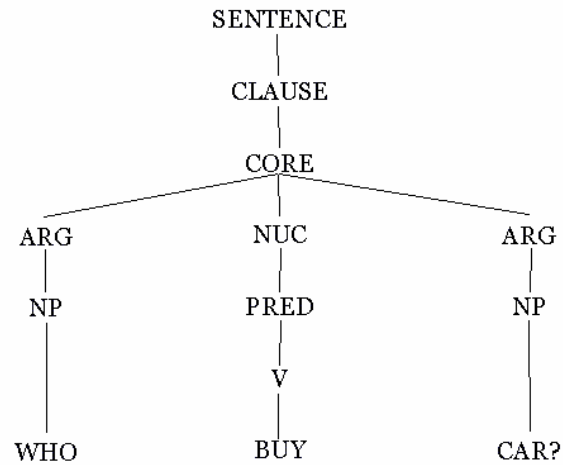 SENTENCE
CLAUSE
CORE
ARG NUC ARG
NP PRED NP
V
WHO BUY CAR?